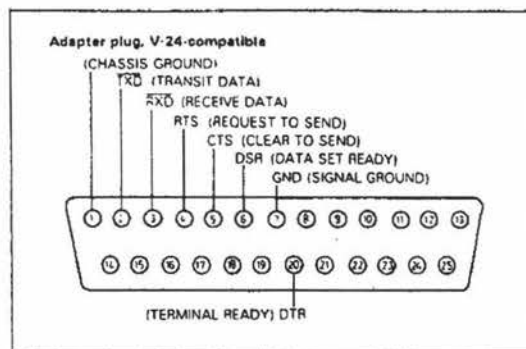 Adapter plug, V-24-compatible
(CHASSIS GROUND)
TXD (TRANSIT DATA)
RXD (RECEIVE DATA)
RTS (REQUEST TO SEND)
CTS (CLEAR TO SEND)
DSR (DATA SET READY)
GND (SIGNAL GROUND)
1 2 3 4 5 6 7 8 9 10 11 12 13
14 15 16 17 18 19 20 21 22 23 24 25
(TERMINAL READY) DTR